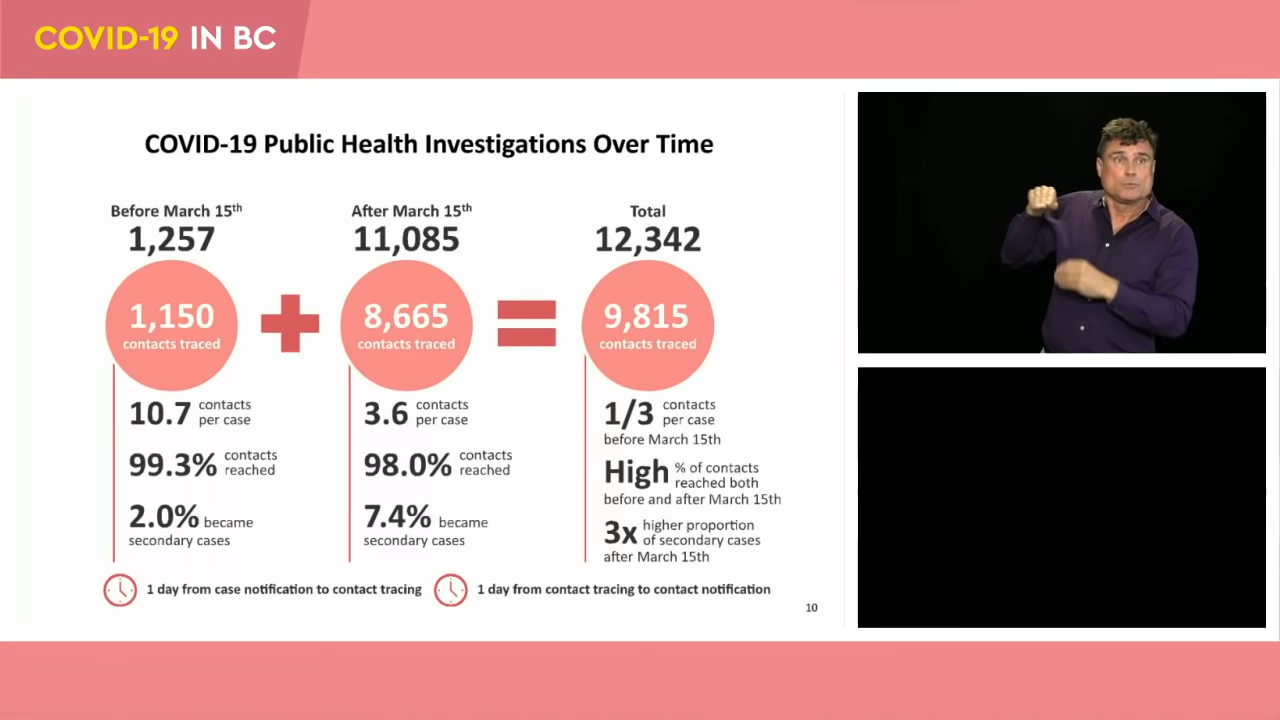 COVID-19 IN BC
COVID-19 Public Health Investigations Over Time
Before March 15th
1,257
1,150
contacts traced
10.7 contacts per case
99.3% contacts reached
2.0% became
secondary cases
After March 15th
11,085
8,665
contacts traced
3.6 contacts per case
98.0% contacts reached
7.4% became
secondary cases
Total
12,342
9,815
contacts traced
1/3 contacts per case
before March 15th
High % of contacts reached both
before and after March 15th
3x higher proportion of secondary cases
after March 15th
1 day from case notification to contact tracing
1 day from contact tracing to contact notification
10